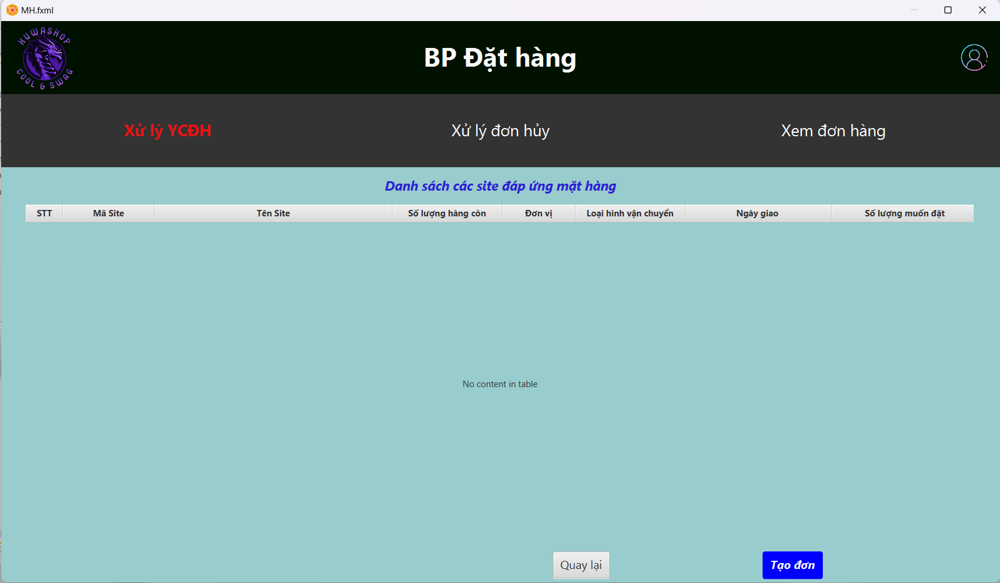 MH.fxml
KUWASHOP
COOL & SWAG
BP Đặt hàng
Xử lý YCĐH
Xử lý đơn hủy
Xem đơn hàng
Danh sách các site đáp ứng mặt hàng
STT Mã Site Tên Site Số lượng hàng còn Đơn vị Loại hình vận chuyển Ngày giao Số lượng muốn đặt
No content in table
Quay lại
Tạo đơn